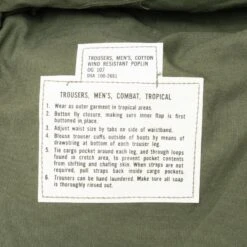 TROUSERS, MEN'S, COTTON
WIND RESISTANT POPLIN
OG 107
DSA 100-2681
TROUSERS, MEN'S, COMBAT, TROPICAL
1. Wear as outer garment in tropical areas.
2. Button fly closure, making sure inner flap is first
buttoned in place.
3. Adjust waist size by take on side of waistband.
4. Blouse trouser cuffs outside of boots by means of
drawstring at bottom of each trouser leg.
5. Tie cargo pocket around each leg, and through loops
found in crotch area, to prevent pocket contents
from shifting and chafing skin. When straps are not
required, pull straps back inside cargo pockets.
6. Trousers can be hand laundered. Make sure all soap
is thoroughly rinsed out.